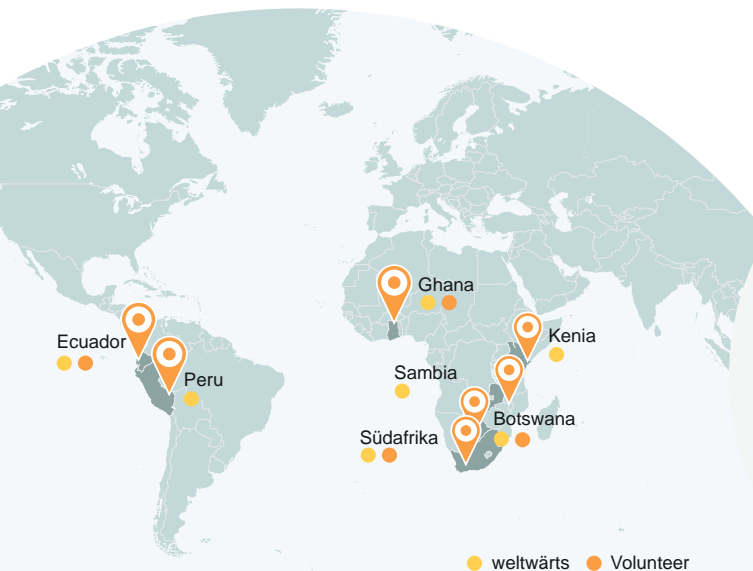 Ghana
Ecuador
Kenia
Sambia
Peru
Botswana
Südafrika
weltwärts Volunteer